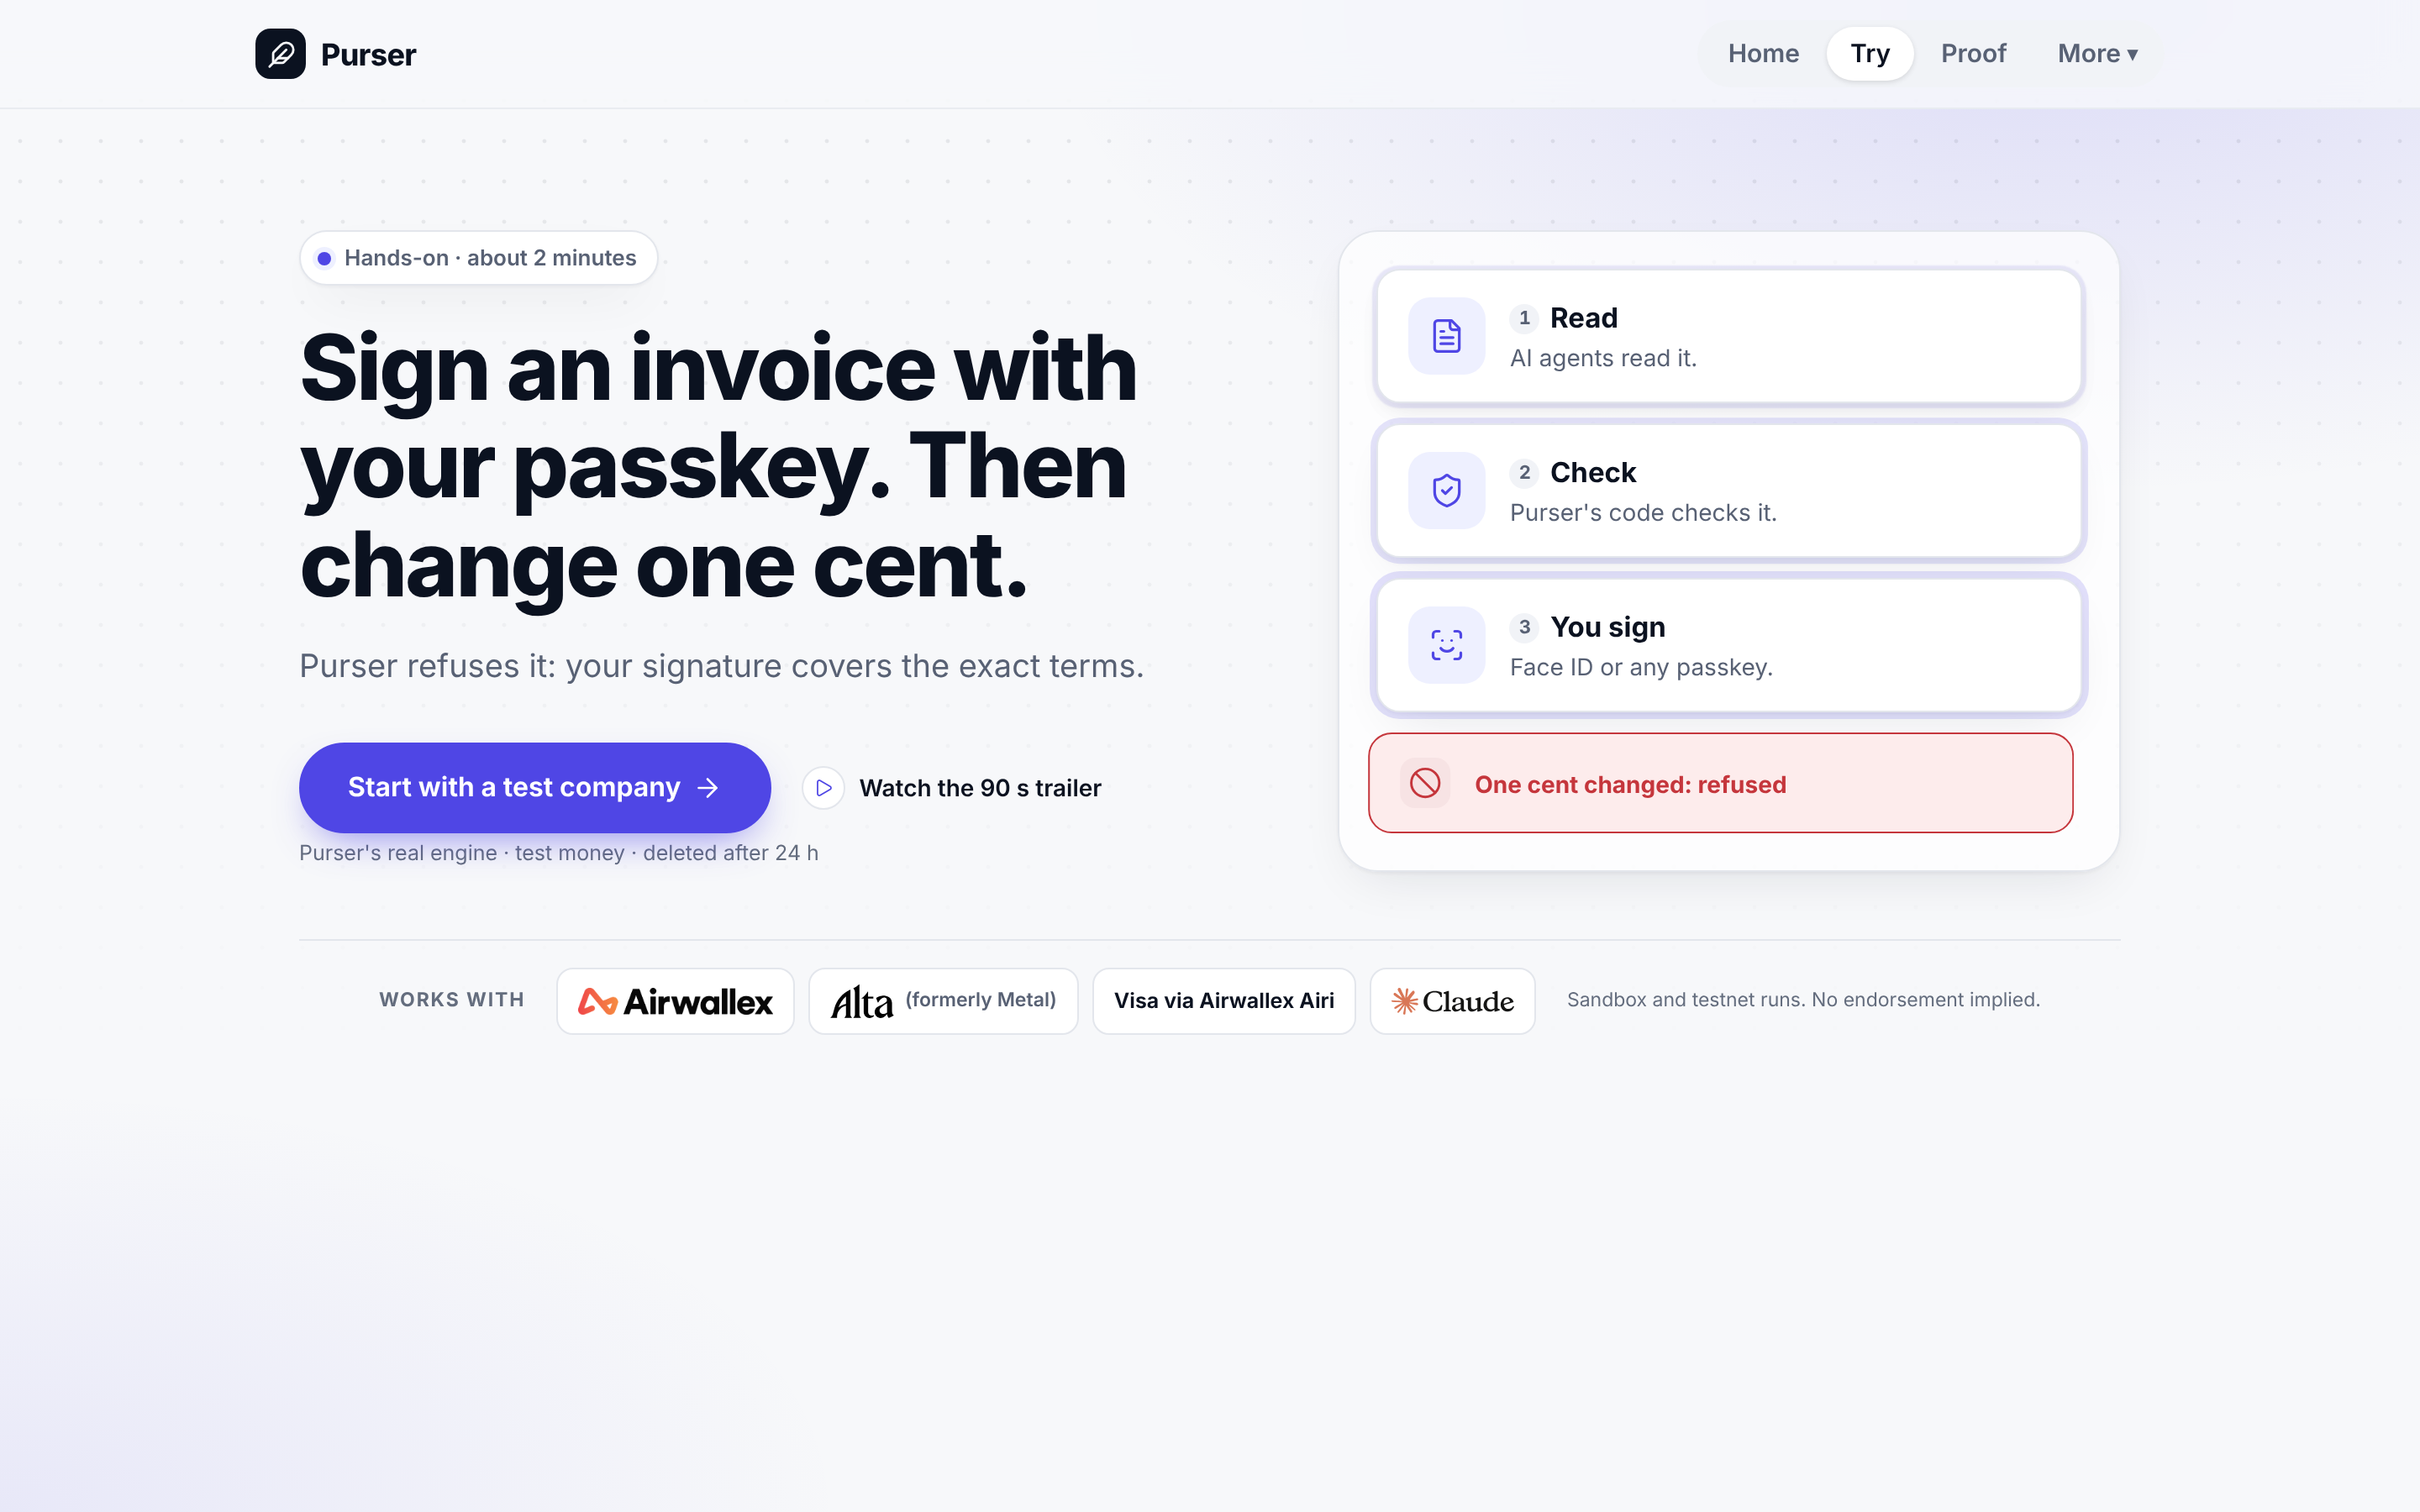 Purser
Home
Try
Proof
More ▾
Hands-on · about 2 minutes
Sign an invoice with
your passkey. Then
change one cent.
Purser refuses it: your signature covers the exact terms.
Start with a test company →
Watch the 90 s trailer
Purser's real engine · test money · deleted after 24 h
1 Read
AI agents read it.
2 Check
Purser's code checks it.
3 You sign
Face ID or any passkey.
One cent changed: refused
WORKS WITH
Airwallex
Alta (formerly Metal)
Visa via Airwallex Airi
Claude
Sandbox and testnet runs. No endorsement implied.